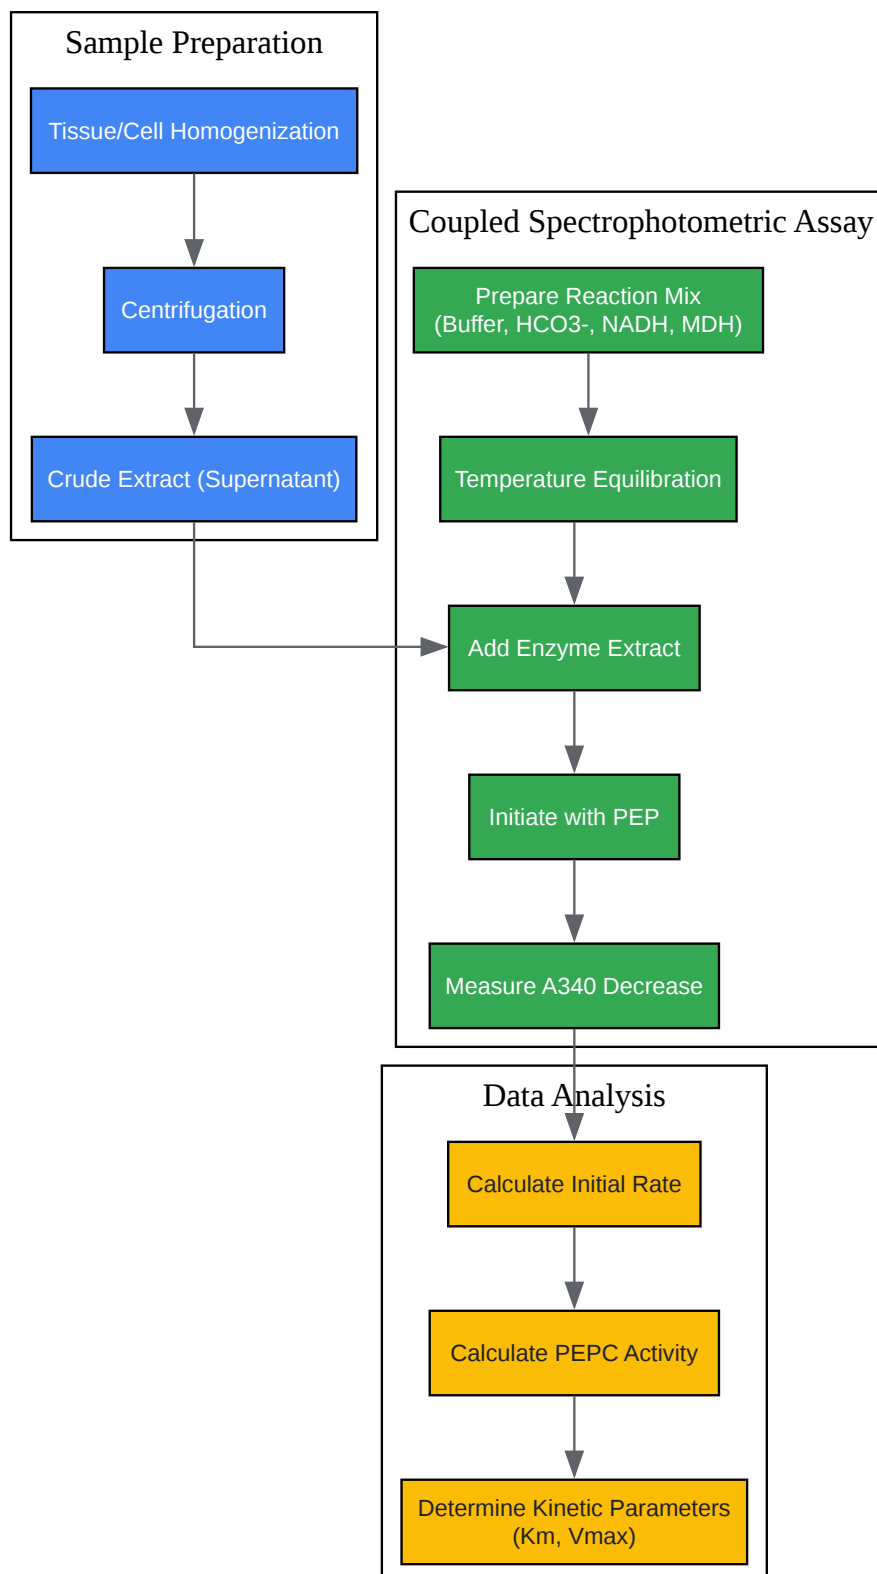 Sample Preparation
Tissue/Cell Homogenization
Centrifugation
Crude Extract (Supernatant)
Coupled Spectrophotometric Assay
Prepare Reaction Mix
(Buffer, HCO3-, NADH, MDH)
Temperature Equilibration
Add Enzyme Extract
Initiate with PEP
Measure A340 Decrease
Data Analysis
Calculate Initial Rate
Calculate PEPC Activity
Determine Kinetic Parameters
(Km, Vmax)